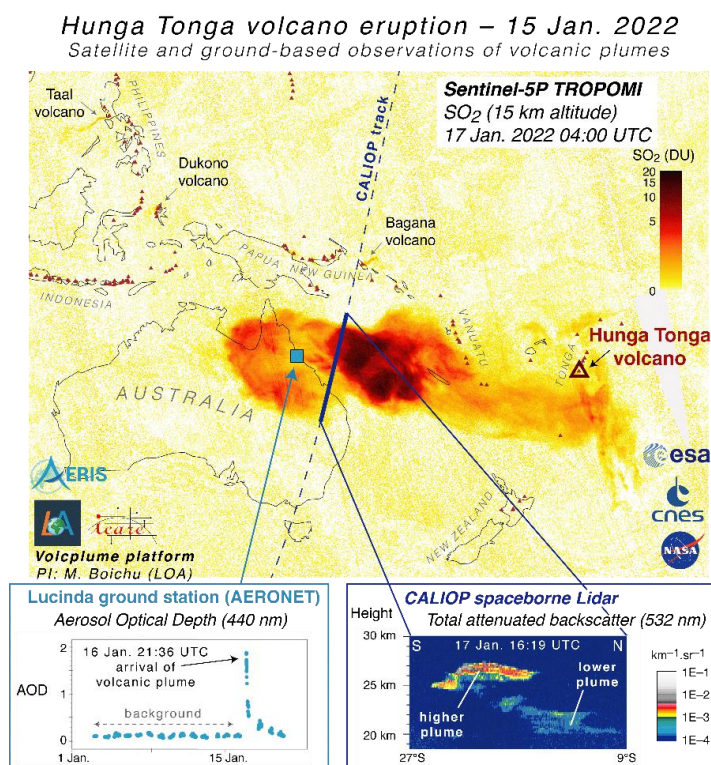 Hunga Tonga volcano eruption – 15 Jan. 2022
Satellite and ground-based observations of volcanic plumes
Sentinel-5P TROPOMI
SO2 (15 km altitude)
17 Jan. 2022 04:00 UTC
SO2 (DU)
20
15
10
5
0
Taal
volcano
PHILIPPINES
Dukono
volcano
CALIOP track
Bagana
volcano
PAPUA NEW GUINEA
INDONESIA
VANUATU
TONGA
Hunga Tonga
volcano
AUSTRALIA
NEW ZEALAND
AERIS
esa
cnes
NASA
Icare
Volcplume platform
PI: M. Boichu (LOA)
Lucinda ground station (AERONET)
Aerosol Optical Depth (440 nm)
AOD
2
1
0
16 Jan. 21:36 UTC
arrival of
volcanic plume
background
1 Jan.
15 Jan.
CALIOP spaceborne Lidar
Total attenuated backscatter (532 nm)
Height
30 km
25 km
20 km
S
17 Jan. 16:19 UTC
N
higher
plume
lower
plume
27°S
9°S
km-1.sr-1
1E-1
1E-2
1E-3
1E-4